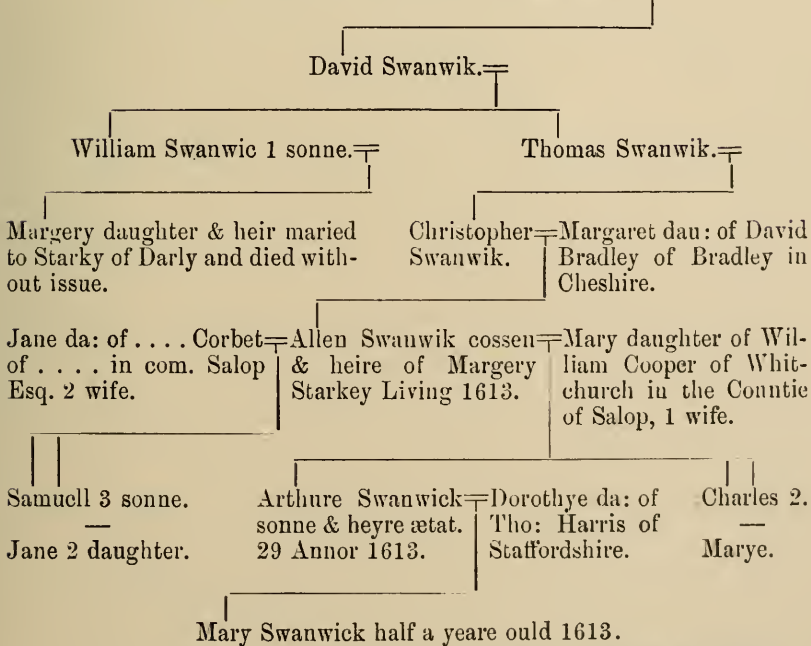 David Swanwik.
William Swanwic 1 sonne.
Thomas Swanwik.
Margery daughter & heir maried
to Starky of Darly and died with-
out issue.
Christopher
Swanwik.
Margaret dau: of David
Bradley of Bradley in
Cheshire.
Jane da: of . . . . Corbet
of . . . . in com. Salop
Esq. 2 wife.
Allen Swanwik cossen
& heire of Margery
Starkey Living 1613.
Mary daughter of Wil-
liam Cooper of Whit-
church in the Conntie
of Salop, 1 wife.
Samuell 3 sonne.
—
Jane 2 daughter.
Arthure Swanwick
sonne & heyre ætat.
29 Annor 1613.
Dorothye da: of
Tho: Harris of
Staffordshire.
Charles 2.
—
Marye.
Mary Swanwick half a yeare ould 1613.